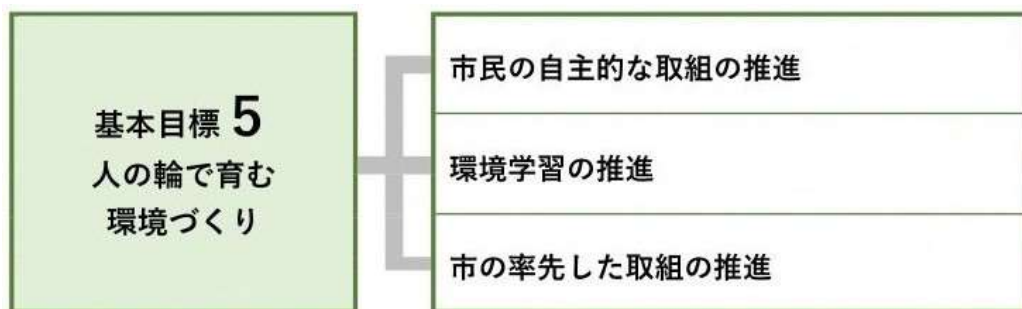 基本目標 5
人の輪で育む
環境づくり
市民の自主的な取組の推進
環境学習の推進
市の率先した取組の推進